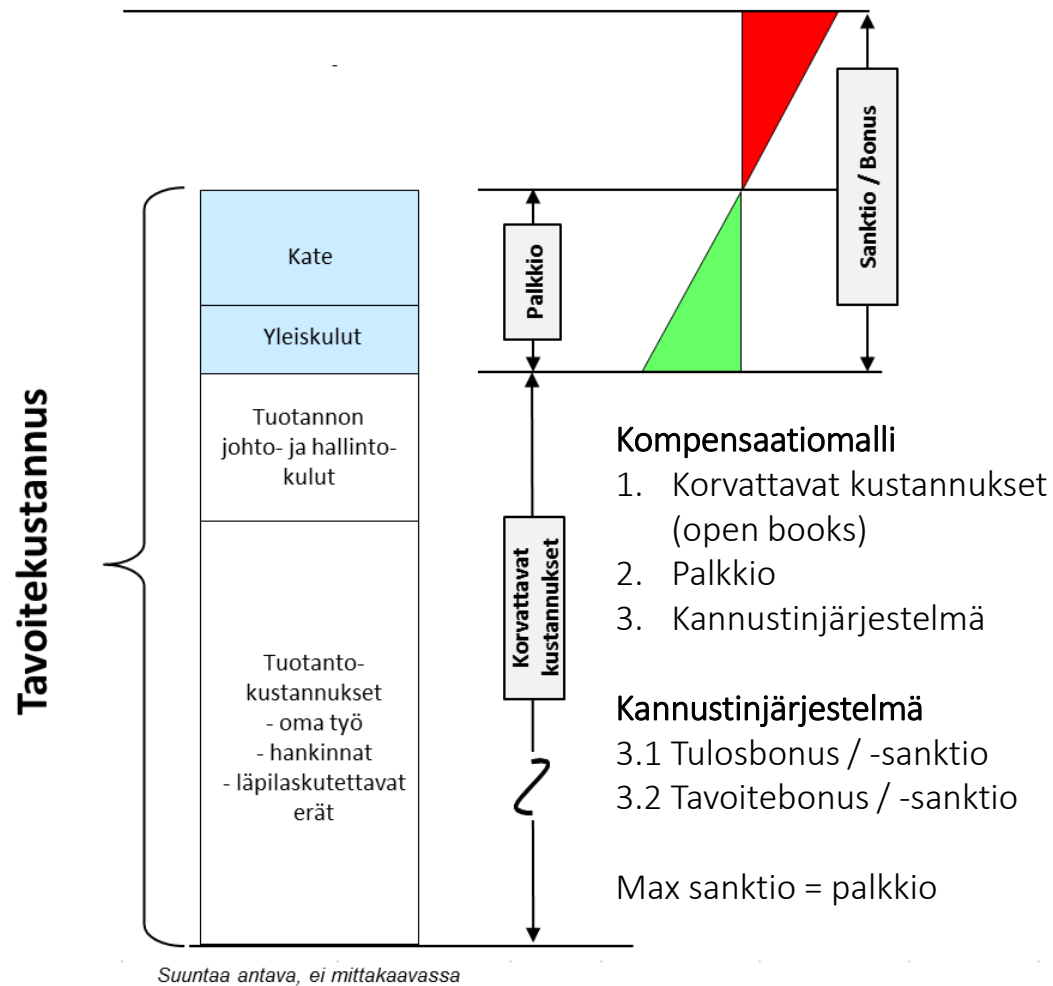 -
Tavoitekustannus
Kate
Yleiskulut
Tuotannon
johto- ja hallinto-
kulut
Tuotanto-
kustannukset
- oma työ
- hankinnat
- läpilaskutettavat
erät
Palkkio
Korvattavat
kustannukset
Sanktio / Bonus
Kompensaatiomalli
1. Korvattavat kustannukset
(open books)
2. Palkkio
3. Kannustinjärjestelmä
Kannustinjärjestelmä
3.1 Tulosbonus / -sanktio
3.2 Tavoitebonus / -sanktio
Max sanktio = palkkio
Suuntaa antava, ei mittakaavassa